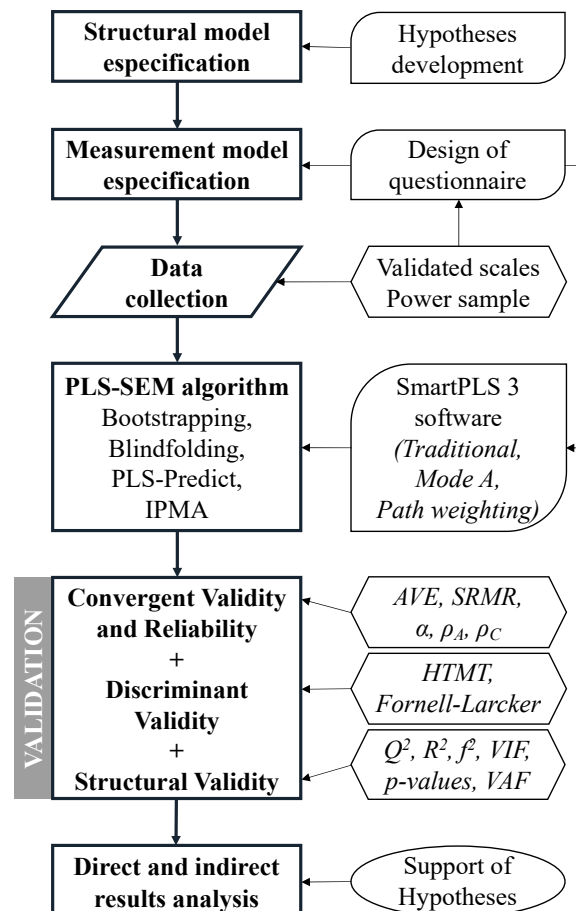 Structural model
especification
Hypotheses
development
Measurement model
especification
Design of
questionnaire
Data
collection
Validated scales
Power sample
PLS-SEM algorithm
Bootstrapping,
Blindfolding,
PLS-Predict,
IPMA
SmartPLS 3
software
(Traditional,
Mode A,
Path weighting)
VALIDATION
Convergent Validity
and Reliability
+
Discriminant
Validity
+
Structural Validity
AVE, SRMR,
α, ρA, ρC
HTMT,
Fornell-Larcker
Q², R², f², VIF,
p-values, VAF
Direct and indirect
results analysis
Support of
Hypotheses